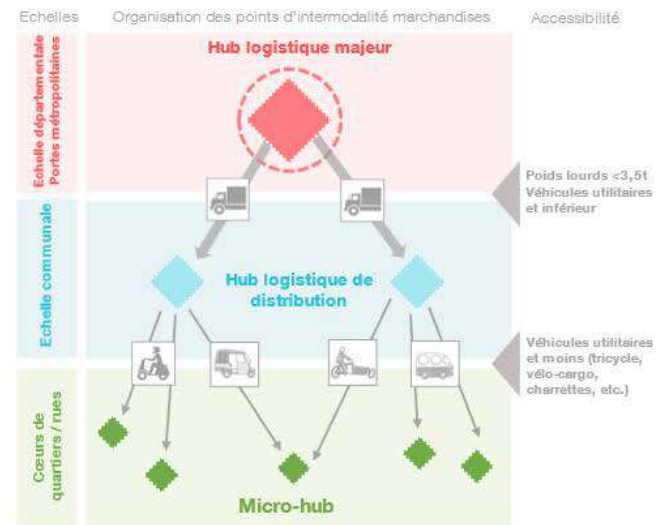 Echelles
Organisation des points d'intermodalité marchandises
Accessibilité
Echelle départementale
Portes métropolitaines
Hub logistique majeur
Poids lourds <3,5t
Véhicules utilitaires
et inférieur
Echelle communale
Hub logistique de
distribution
Véhicules utilitaires
et moins (tricycle,
vélo-cargo,
charrettes, etc.)
Cœurs de
quartiers / rues
Micro-hub